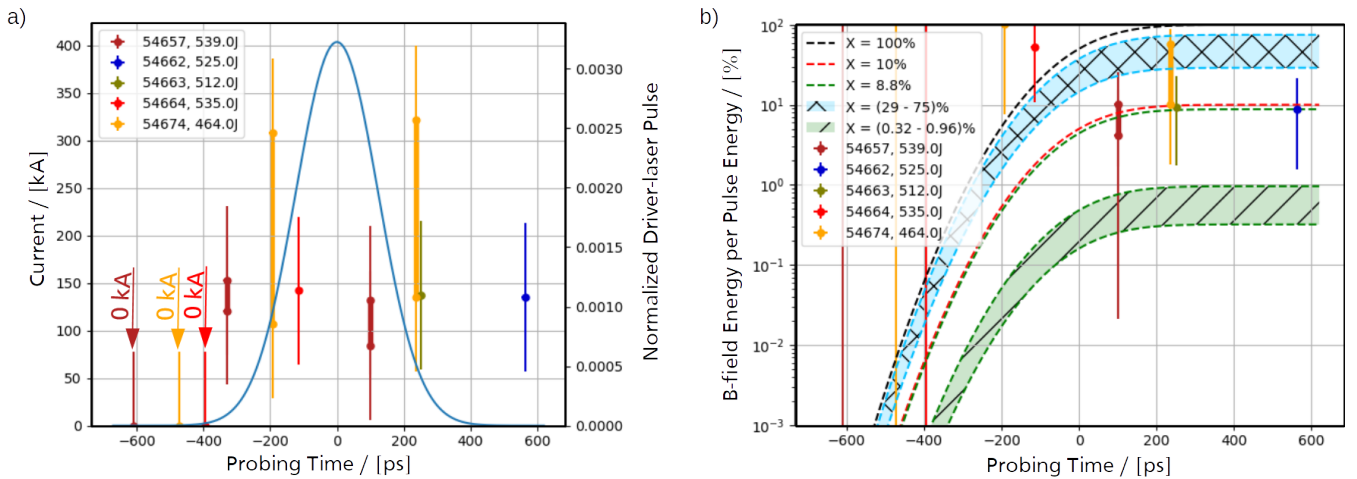 a)
400
350
300
250
200
150
100
50
0
Current / [kA]
54657, 539.0J
54662, 525.0J
54663, 512.0J
54664, 535.0J
54674, 464.0J
0 kA
0 kA
0 kA
−600
−400
−200
0
200
400
600
Probing Time / [ps]
0.0030
0.0025
0.0020
0.0015
0.0010
0.0005
0.0000
Normalized Driver-laser Pulse
b)
10²
10¹
10⁰
10⁻¹
10⁻²
10⁻³
B-field Energy per Pulse Energy / [%]
X = 100%
X = 10%
X = 8.8%
X = (29 - 75)%
X = (0.32 - 0.96)%
54657, 539.0J
54662, 525.0J
54663, 512.0J
54664, 535.0J
54674, 464.0J
−600
−400
−200
0
200
400
600
Probing Time / [ps]